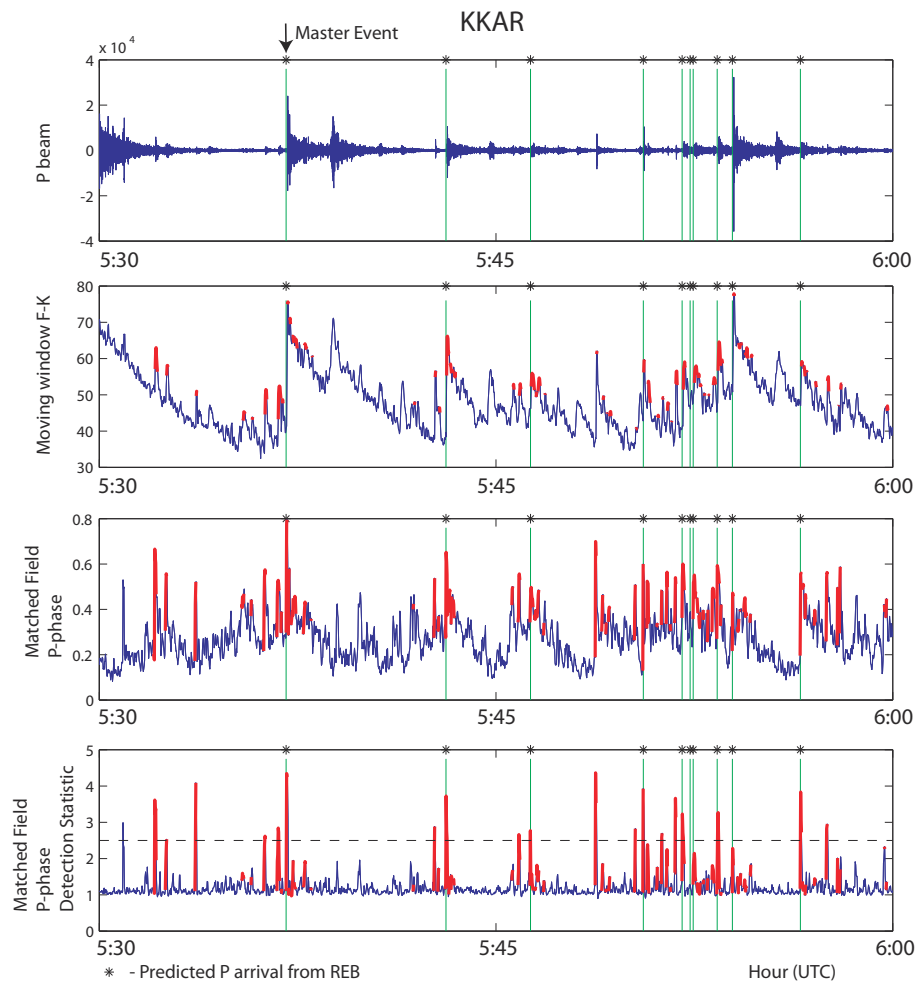 KKAR
Master Event
x 10⁴
4
2
0
-2
-4
P beam
5:30
5:45
6:00
80
70
60
50
40
30
Moving window F-K
5:30
5:45
6:00
0.8
0.6
0.4
0.2
0
Matched Field
P-phase
5:30
5:45
6:00
5
4
3
2
1
0
Matched Field
P-phase
Detection Statistic
5:30
5:45
6:00
* - Predicted P arrival from REB
Hour (UTC)